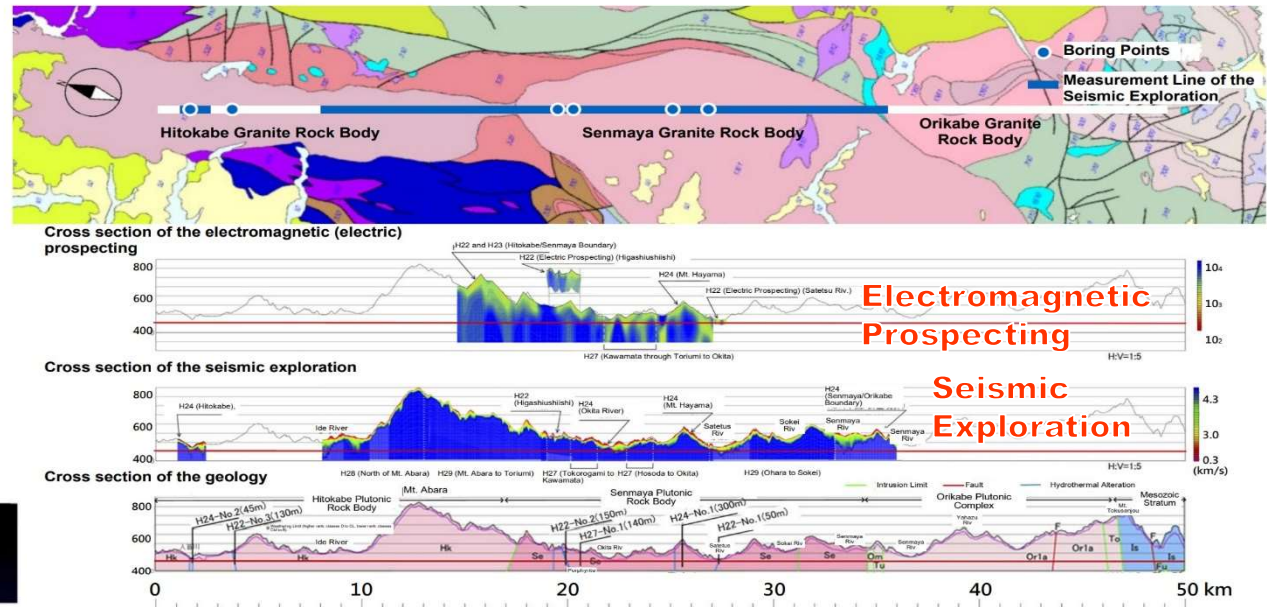 Boring Points
Measurement Line of the
Seismic Exploration
Hitokabe Granite Rock Body
Senmaya Granite Rock Body
Orikabe Granite
Rock Body
Cross section of the electromagnetic (electric)
prospecting
H22 and H23 (Hitokabe/Senmaya Boundary)
H22 (Electric Prospecting) (Higashiushiishi)
H24 (Mt. Hayama)
H22 (Electric Prospecting) (Satetsu Riv.)
800
600
400
Electromagnetic
Prospecting
10₄
10₃
10₂
H27 (Kawamata through Toriumi to Okita)
H:V=1:5
Cross section of the seismic exploration
800
600
400
H24 (Hitokabe),
Ide River
H22
(Higashiushiishi)
H24
(Okita River)
H24
(Mt. Hayama)
Satetus
Riv
Sokei
Riv
H24
(Senmaya/Orikabe
Boundary)
Senmaya
Riv
Senmaya
Riv
Seismic
Exploration
4.3
3.0
0.3
(km/s)
H28 (North of Mt. Abara)
H29 (Mt. Abara to Toriumi)
H27 (Tokorogami to
Kawamata)
H27 (Hosoda to Okita)
H29 (Ohara to Sokei)
H:V=1:5
Cross section of the geology
Intrusion Limit
Fault
Hydrothermal Alteration
Hitokabe Plutonic
Rock Body
Mt. Abara
Senmaya Plutonic
Rock Body
Orikabe Plutonic
Complex
Mesozoic
Stratum
800
600
400
H24-No.2(45m)
H22-No.3(130m)
Ide River
H22-No.2(150m)
H27-No.1(140m)
Okita Riv
H24-No.1(300m)
H22-No.1(50m)
Satetus
Riv
Sokei Riv
Senmaya
Riv
Senmaya
Riv
Yahazu
Riv
Mt.
Hk
Hk
Hk
Se
Se
Se
Om
Tu
Or1a
F
Or1a
To
Is
F
Is
Fu
0
10
20
30
40
50 km